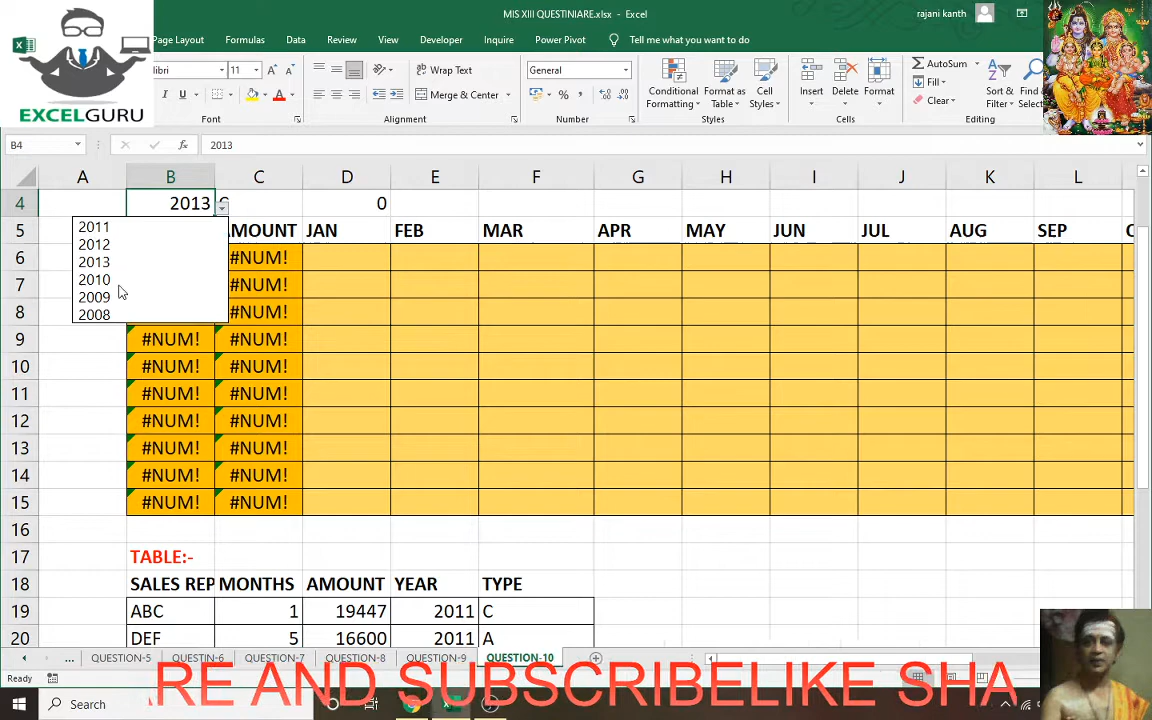 MIS XIII QUESTINIARE.xlsx - Excel
rajani kanth
Page Layout Formulas Data Review View Developer Inquire Power Pivot Tell me what you want to do
EXCELGURU
libri 11 A A
Wrap Text
General
AutoSum
Fill
Clear
I U A
Merge & Center
% ,
Conditional Formatting
Format as Table
Cell Styles
Insert Delete Format
Sort & Filter
Find
Selec
Font Alignment Number Styles Cells Editing
B4 fx 2013
A B C D E F G H I J K L
4 2013 0
2011
2012
2013
2010
2009
2008
5 AMOUNT JAN FEB MAR APR MAY JUN JUL AUG SEP
6 #NUM!
7 #NUM!
8 #NUM!
9 #NUM! #NUM!
10 #NUM! #NUM!
11 #NUM! #NUM!
12 #NUM! #NUM!
13 #NUM! #NUM!
14 #NUM! #NUM!
15 #NUM! #NUM!
16
17 TABLE:-
18 SALES REP MONTHS AMOUNT YEAR TYPE
19 ABC 1 19447 2011 C
20 DEF 5 16600 2011 A
... QUESTION-5 QUESTIN-6 QUESTION-7 QUESTION-8 QUESTION-9 QUESTION-10
RE AND SUBSCRIBELIKE SHA
Ready
Search